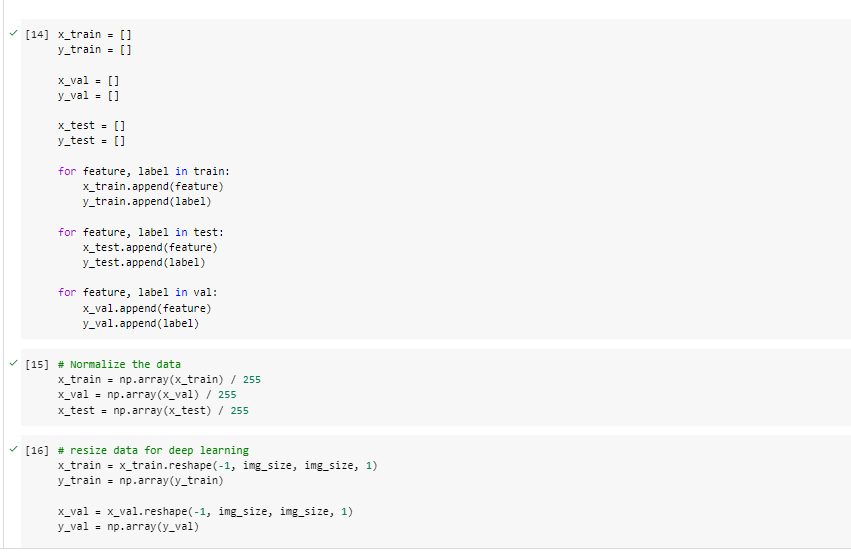 [14] x_train = []
y_train = []
x_val = []
y_val = []
x_test = []
y_test = []
for feature, label in train:
    x_train.append(feature)
    y_train.append(label)
for feature, label in test:
    x_test.append(feature)
    y_test.append(label)
for feature, label in val:
    x_val.append(feature)
    y_val.append(label)
[15] # Normalize the data
x_train = np.array(x_train) / 255
x_val = np.array(x_val) / 255
x_test = np.array(x_test) / 255
[16] # resize data for deep learning
x_train = x_train.reshape(-1, img_size, img_size, 1)
y_train = np.array(y_train)
x_val = x_val.reshape(-1, img_size, img_size, 1)
y_val = np.array(y_val)